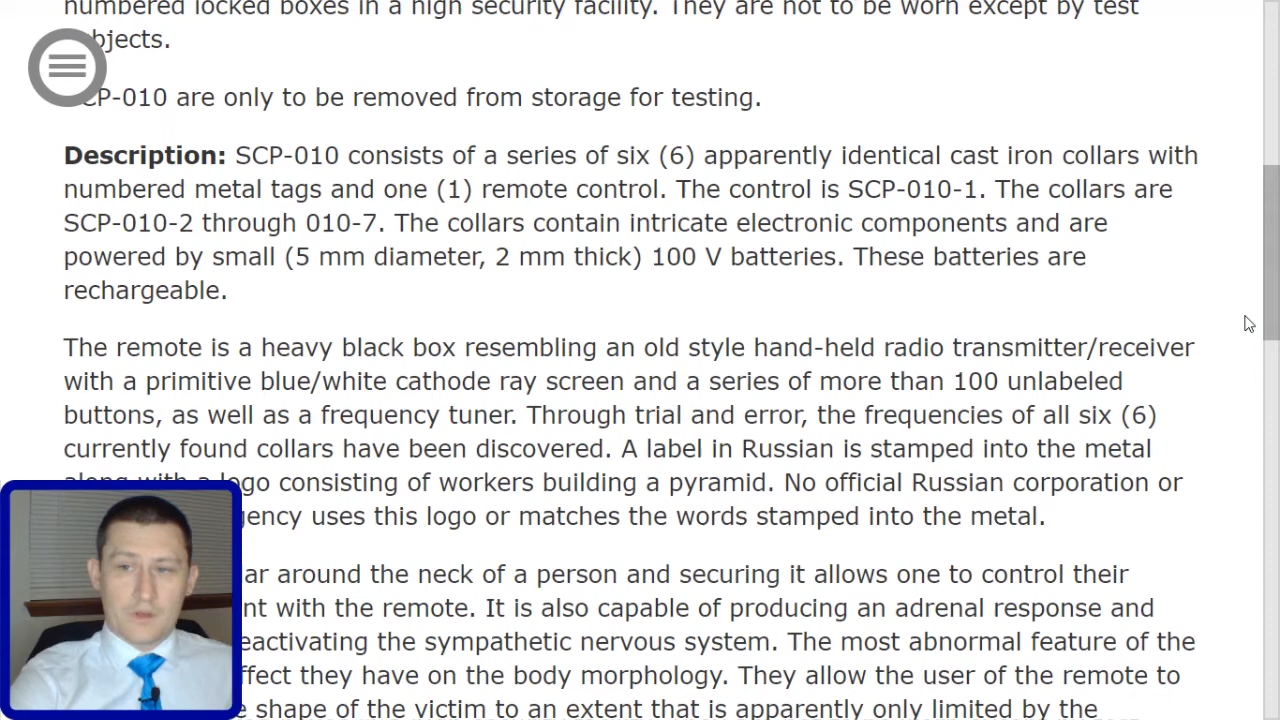 numbered locked boxes in a high security facility. They are not to be worn except by test
bjects.
CP-010 are only to be removed from storage for testing.
Description: SCP-010 consists of a series of six (6) apparently identical cast iron collars with
numbered metal tags and one (1) remote control. The control is SCP-010-1. The collars are
SCP-010-2 through 010-7. The collars contain intricate electronic components and are
powered by small (5 mm diameter, 2 mm thick) 100 V batteries. These batteries are
rechargeable.
The remote is a heavy black box resembling an old style hand-held radio transmitter/receiver
with a primitive blue/white cathode ray screen and a series of more than 100 unlabeled
buttons, as well as a frequency tuner. Through trial and error, the frequencies of all six (6)
currently found collars have been discovered. A label in Russian is stamped into the metal
along with a logo consisting of workers building a pyramid. No official Russian corporation or
gency uses this logo or matches the words stamped into the metal.
ar around the neck of a person and securing it allows one to control their
nt with the remote. It is also capable of producing an adrenal response and
eactivating the sympathetic nervous system. The most abnormal feature of the
ffect they have on the body morphology. They allow the user of the remote to
e shape of the victim to an extent that is apparently only limited by the